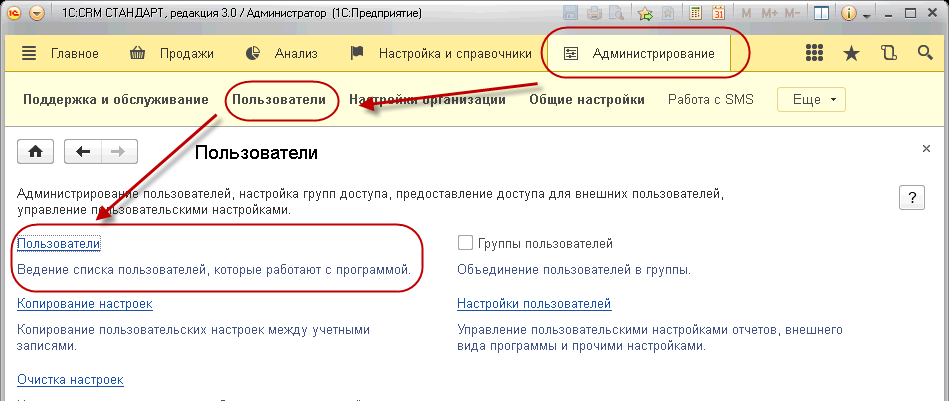 1С:CRM СТАНДАРТ, редакция 3.0 / Администратор (1С:Предприятие)
M M+ M-
Главное Продажи Анализ Настройка и справочники Администрирование
Поддержка и обслуживание Пользователи Настройки организации Общие настройки Работа с SMS Еще
Пользователи
Администрирование пользователей, настройка групп доступа, предоставление доступа для внешних пользователей,
управление пользовательскими настройками.
?
Пользователи
Группы пользователей
Ведение списка пользователей, которые работают с программой.
Объединение пользователей в группы.
Копирование настроек
Настройки пользователей
Копирование пользовательских настроек между учетными
записями.
Управление пользовательскими настройками отчетов, внешнего
вида программы и прочими настройками.
Очистка настроек